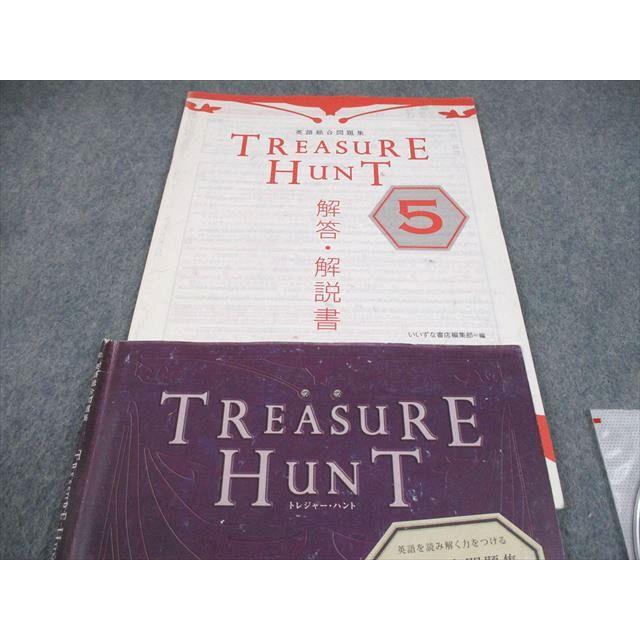 英語総合問題集
TREASURE
HUNT
5
解答・解説書
いいずな書店編集部=編
TREASURE
HUNT
トレジャー・ハント
英語を読み解く力をつける
TREASURE